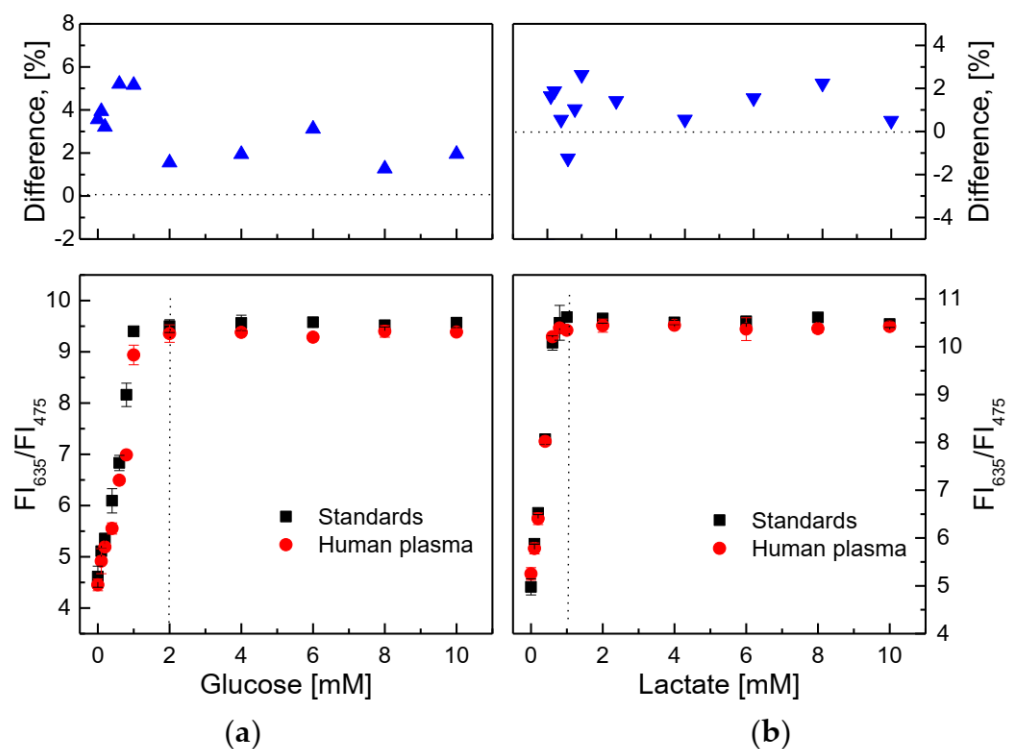 Difference, [%]
8
6
4
2
0
-2
4
2
0
-2
-4
Difference, [%]
FI635/FI475
10
9
8
7
6
5
4
Standards
Human plasma
0 2 4 6 8 10
Glucose [mM]
(a)
Standards
Human plasma
11
10
9
8
7
6
5
4
FI635/FI475
0 2 4 6 8 10
Lactate [mM]
(b)